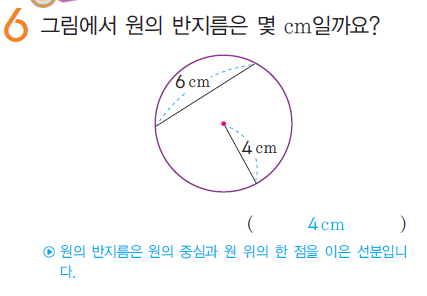 6 그림에서 원의 반지름은 몇 cm일까요?
6 cm
4 cm
( 4 cm )
원의 반지름은 원의 중심과 원 위의 한 점을 이은 선분입니
다.